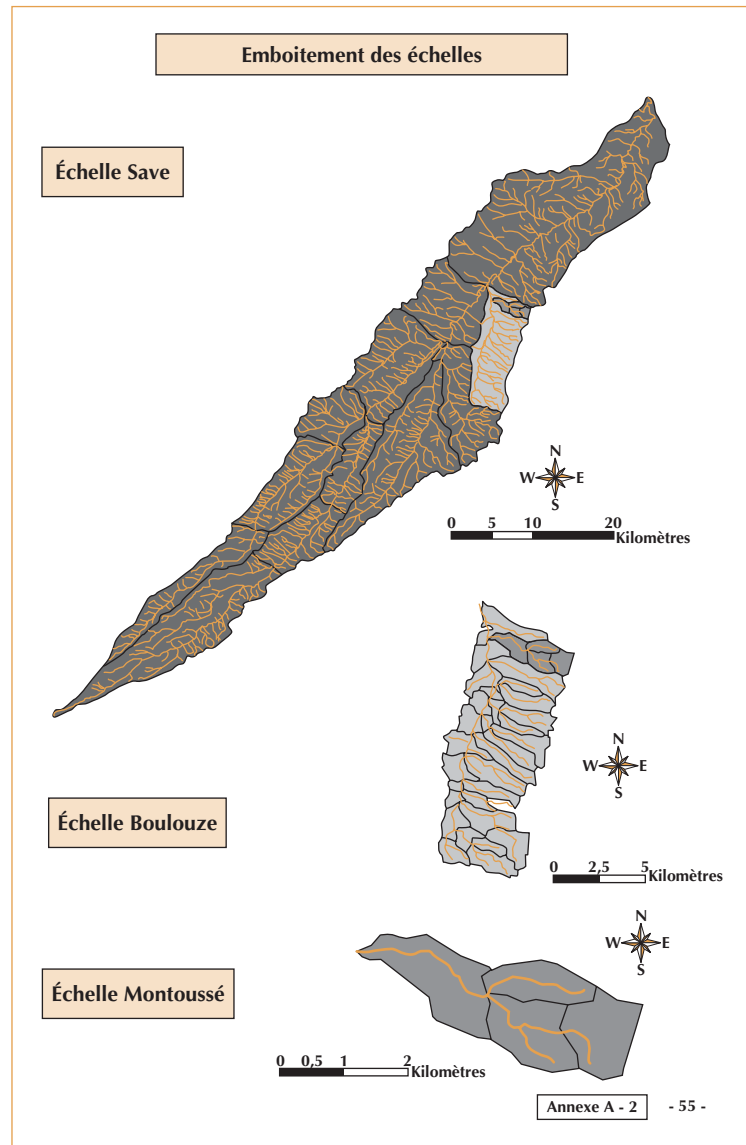 Emboitement des échelles
Échelle Save
N
W E
S
0 5 10 20
Kilomètres
N
W E
S
Échelle Boulouze
0 2,5 5
Kilomètres
N
W E
S
Échelle Montoussé
0 0,5 1 2
Kilomètres
Annexe A - 2 - 55 -